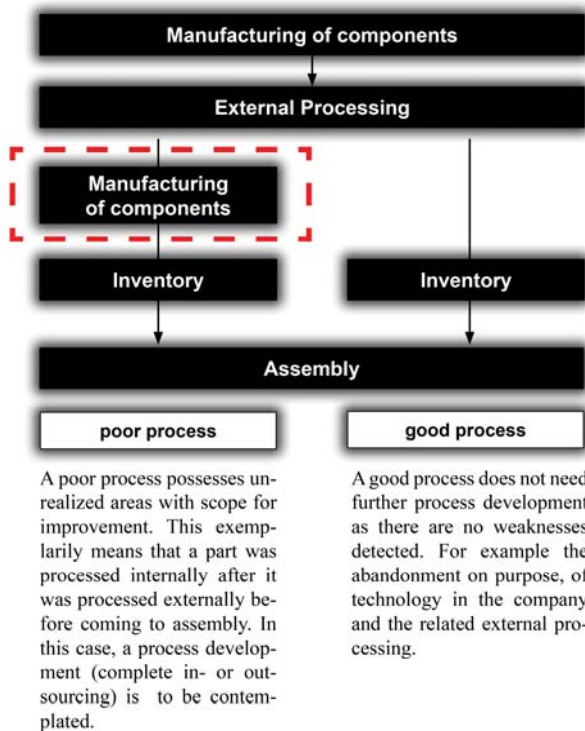 Manufacturing of components
External Processing
Manufacturing
of components
Inventory
Inventory
Assembly
poor process
good process
A poor process possesses un-
realized areas with scope for
improvement. This exemp-
larily means that a part was
processed internally after it
was processed externally be-
fore coming to assembly. In
this case, a process develop-
ment (complete in- or out-
sourcing) is to be contem-
plated.
A good process does not need
further process development
as there are no weaknesses
detected. For example the
abandonment on purpose, of
technology in the company
and the related external pro-
cessing.